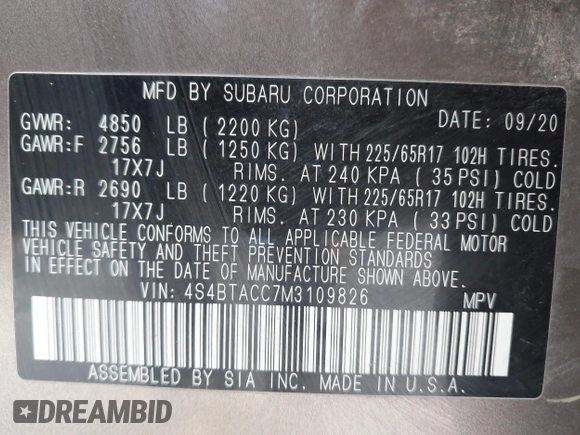 MFD BY SUBARU CORPORATION
GVWR: 4850 LB (2200 KG) DATE: 09/20
GAWR:F 2756 LB (1250 KG) WITH 225/65R17 102H TIRES.
17X7J RIMS. AT 240 KPA (35 PSI) COLD
GAWR:R 2690 LB (1220 KG) WITH 225/65R17 102H TIRES.
17X7J RIMS. AT 230 KPA (33 PSI) COLD
THIS VEHICLE CONFORMS TO ALL APPLICABLE FEDERAL MOTOR
VEHICLE SAFETY AND THEFT PREVENTION STANDARDS
IN EFFECT ON THE DATE OF MANUFACTURE SHOWN ABOVE.
VIN: 4S4BTACC7M3109826 MPV
ASSEMBLED BY SIA INC. MADE IN U.S.A.
DREAMBID